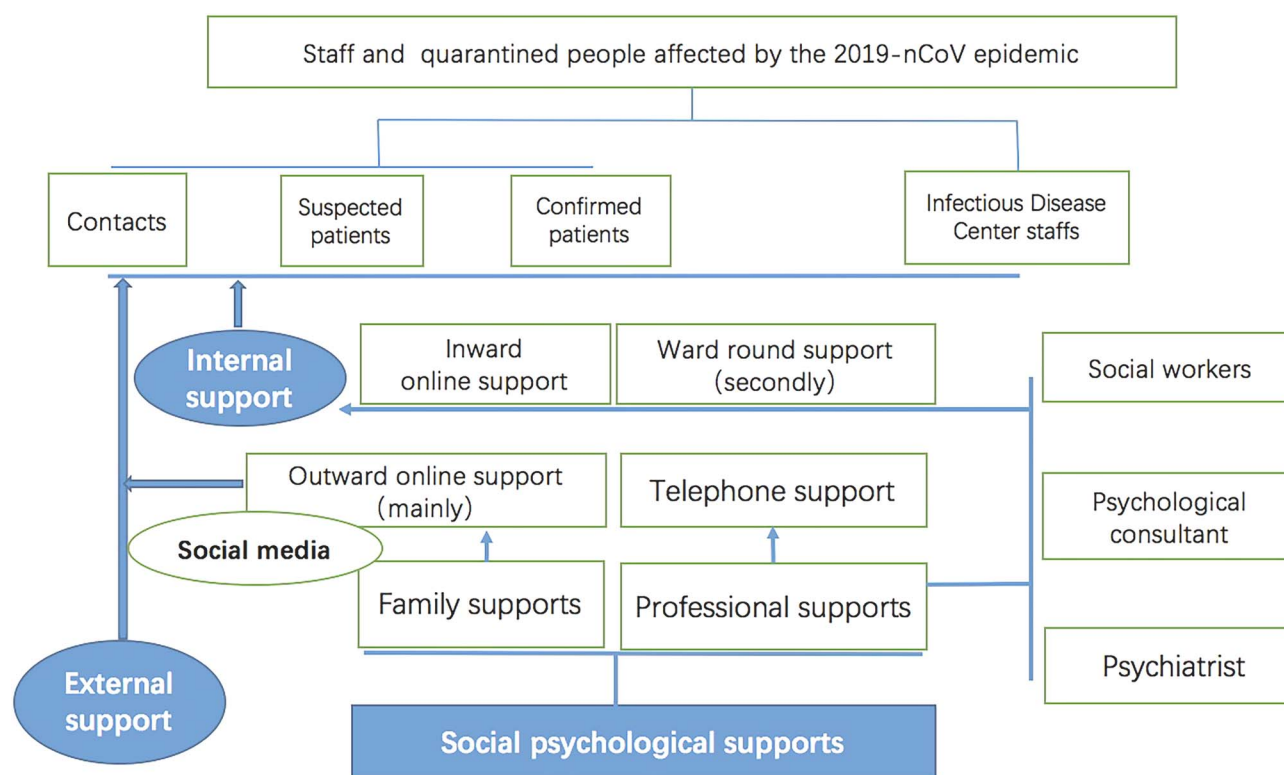 Staff and quarantined people affected by the 2019-nCoV epidemic
Contacts
Suspected
patients
Confirmed
patients
Infectious Disease
Center staffs
Internal
support
Inward
online support
Ward round support
(secondly)
Social workers
Outward online support
(mainly)
Telephone support
Psychological
consultant
Social media
Family supports
Professional supports
Psychiatrist
External
support
Social psychological supports